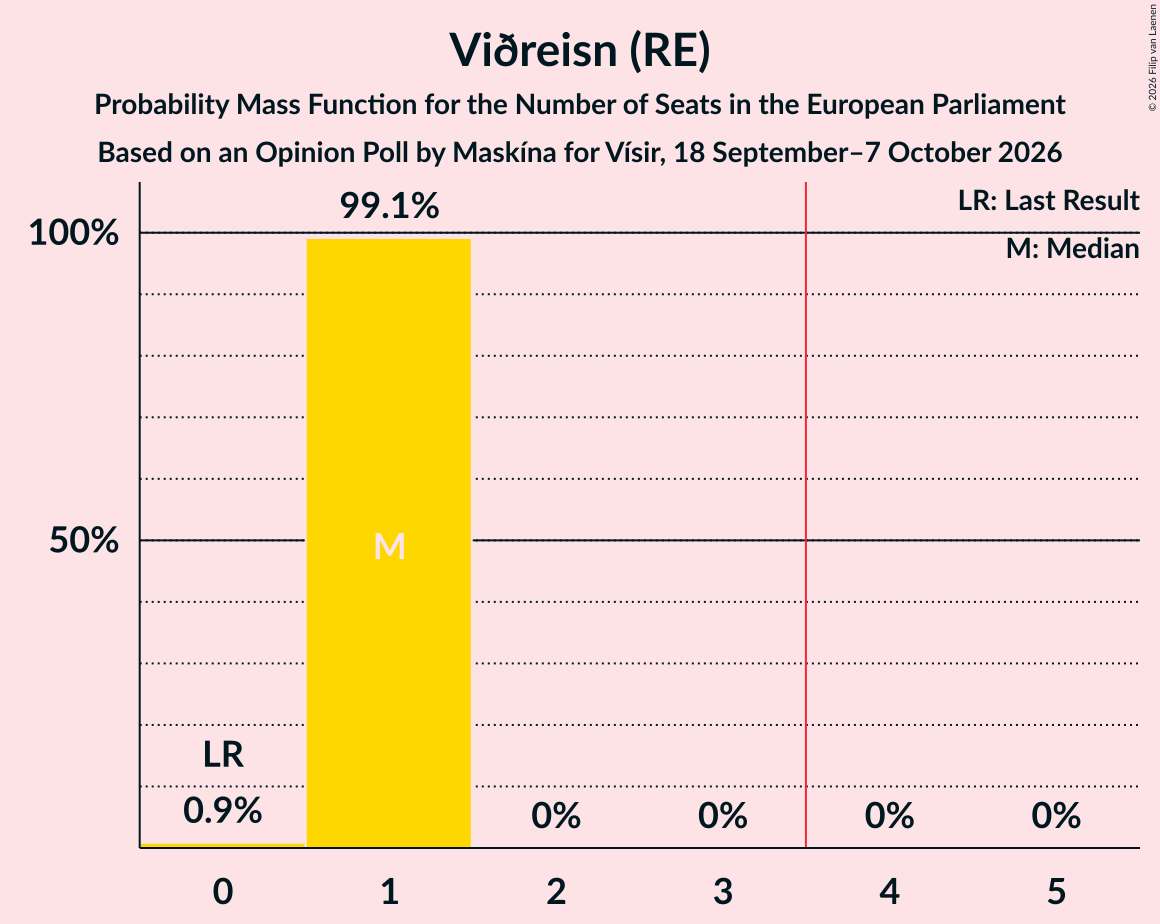 Viðreisn (RE)
Probability Mass Function for the Number of Seats in the European Parliament
Based on an Opinion Poll by Maskína for Vísir, 18 September–7 October 2026
© 2026 Filip van Laenen
LR: Last Result
M: Median
99.1%
100%
50%
M
LR
0.9%
0%
0%
0%
0%
0
1
2
3
4
5